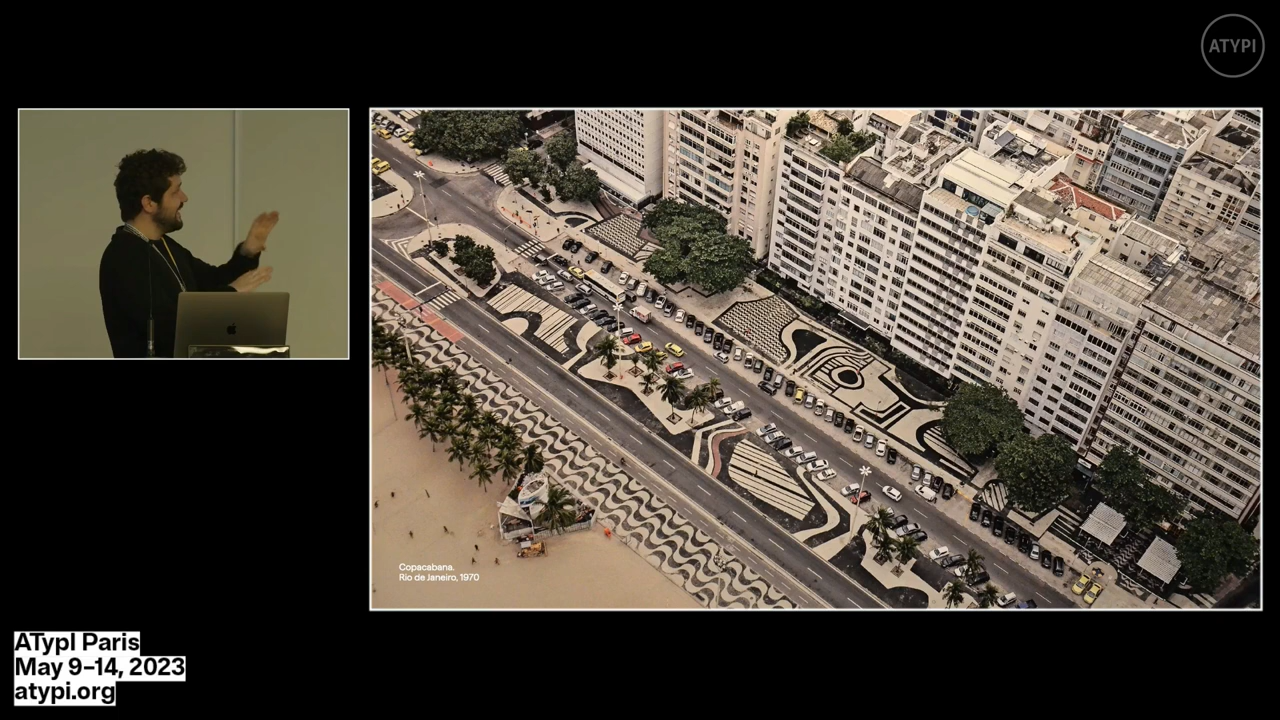 ATYPI
Copacabana.
Rio de Janeiro, 1970
ATypI Paris
May 9–14, 2023
atypi.org